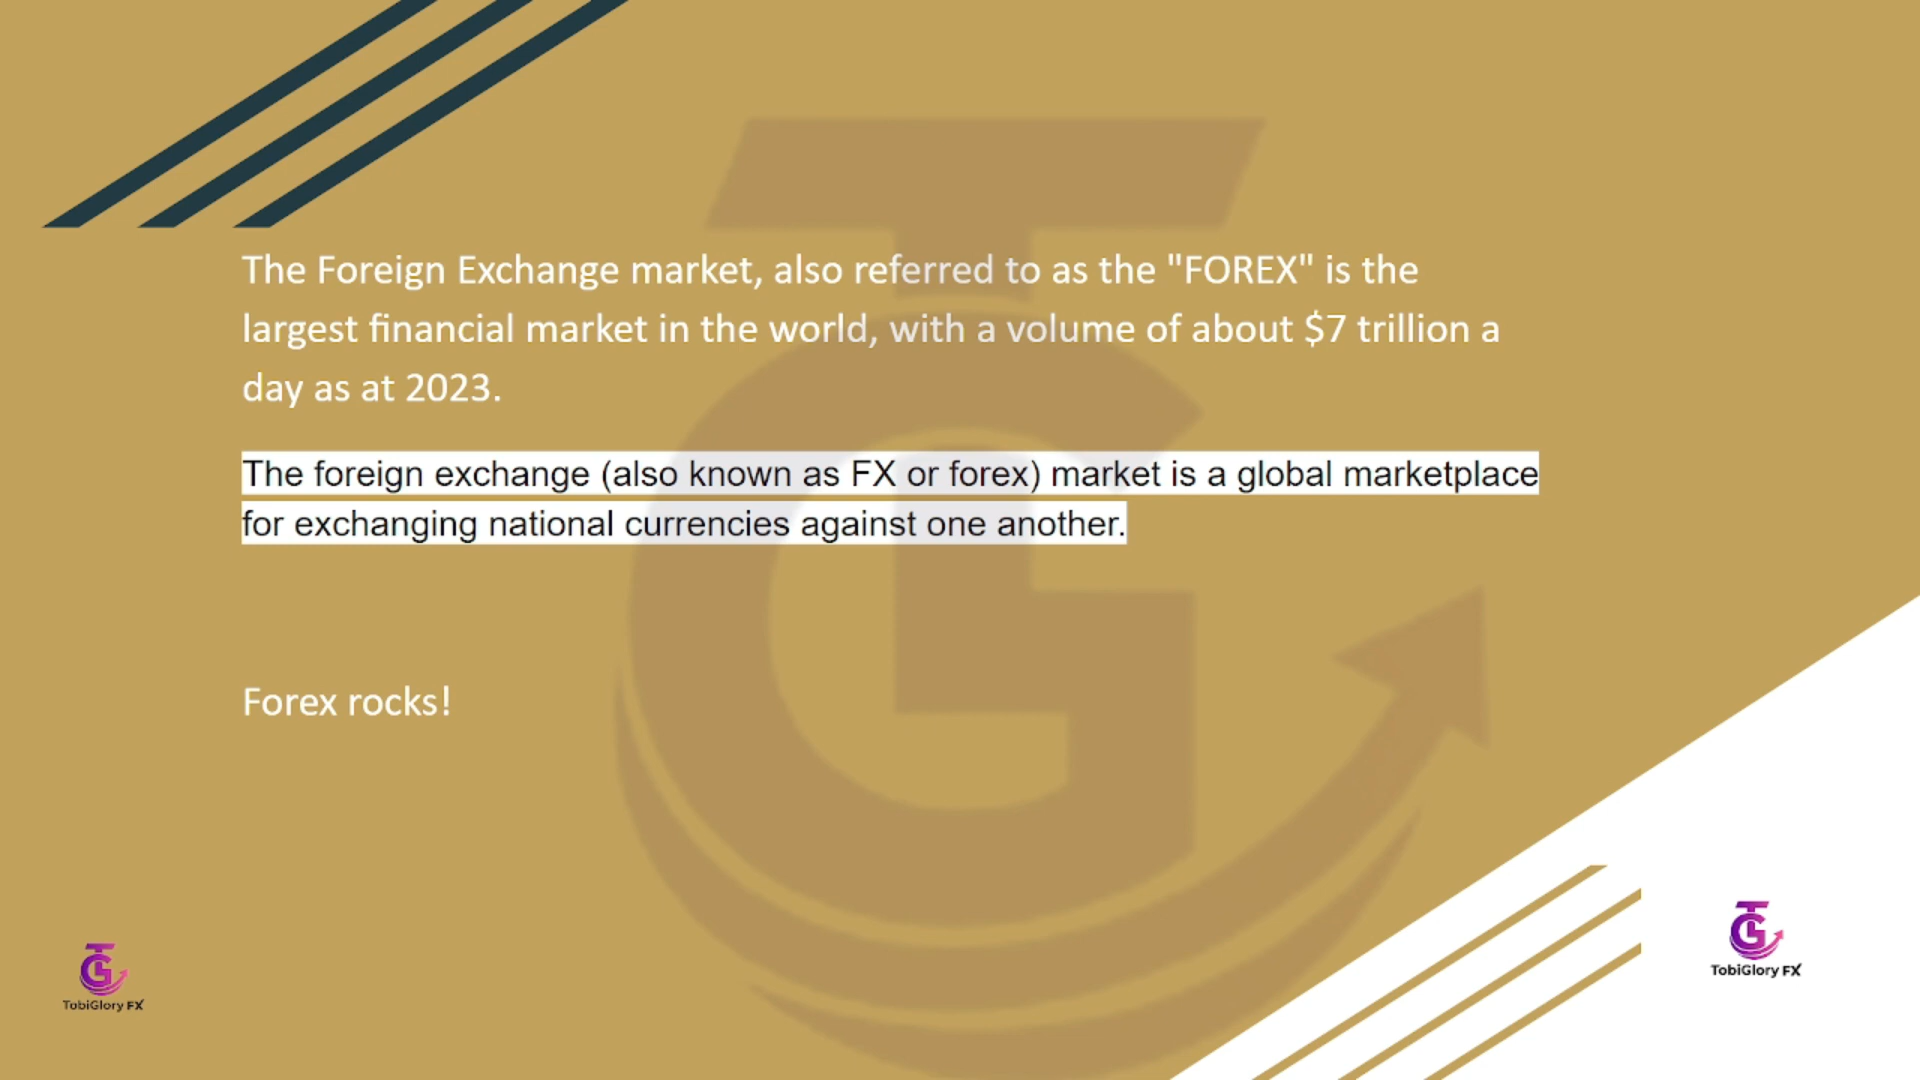 The Foreign Exchange market, also referred to as the "FOREX" is the
largest financial market in the world, with a volume of about $7 trillion a
day as at 2023.
The foreign exchange (also known as FX or forex) market is a global marketplace
for exchanging national currencies against one another.
Forex rocks!
TG
TobiGlory FX
TG
TobiGlory FX